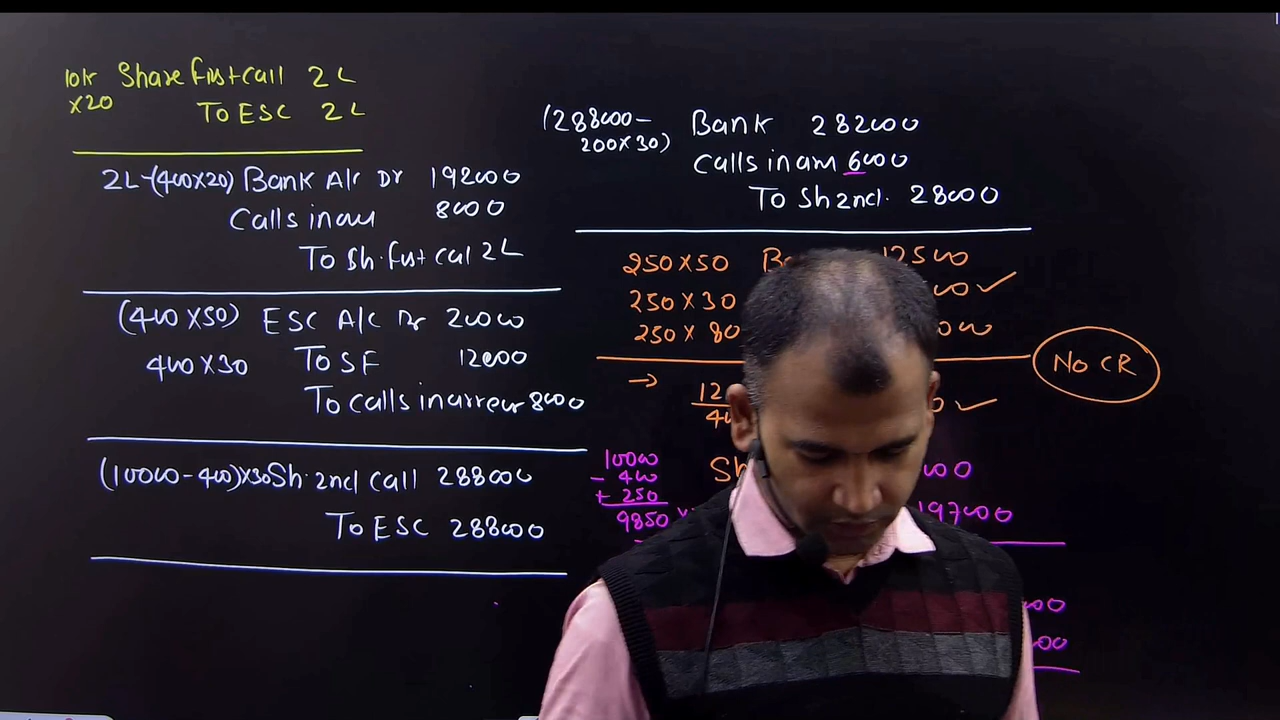 10k Share first call 2L
x20 To ESC 2L
2L-(400x20) Bank A/c Dr 192000
Calls in arr 8000
To Sh. first cal 2L
(400x50) ESC A/c Dr 20000
400x30 To SF 12000
To calls in arrear 8000
(10000-400)x30 Sh. 2nd call 288000
To ESC 288000
(288000-
200x30) Bank 282000
Calls in arr 6000
To Sh 2nd. 28000
250x50 12500
250x30
250x80
No CR
→
10000
- 400
+ 250
9850
197000